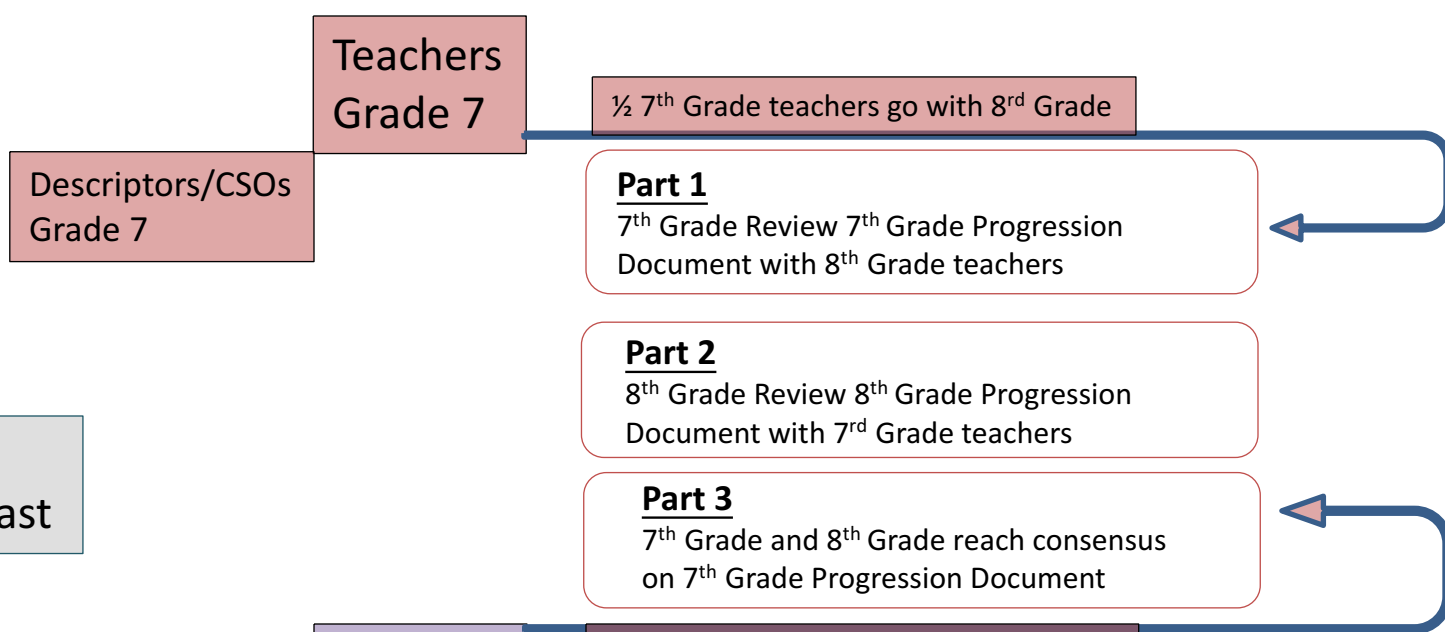 Teachers
Grade 7
½ 7th Grade teachers go with 8rd Grade
Descriptors/CSOs
Grade 7
Part 1
7th Grade Review 7th Grade Progression
Document with 8th Grade teachers
Part 2
8th Grade Review 8th Grade Progression
Document with 7rd Grade teachers
ast
Part 3
7th Grade and 8th Grade reach consensus
on 7th Grade Progression Document